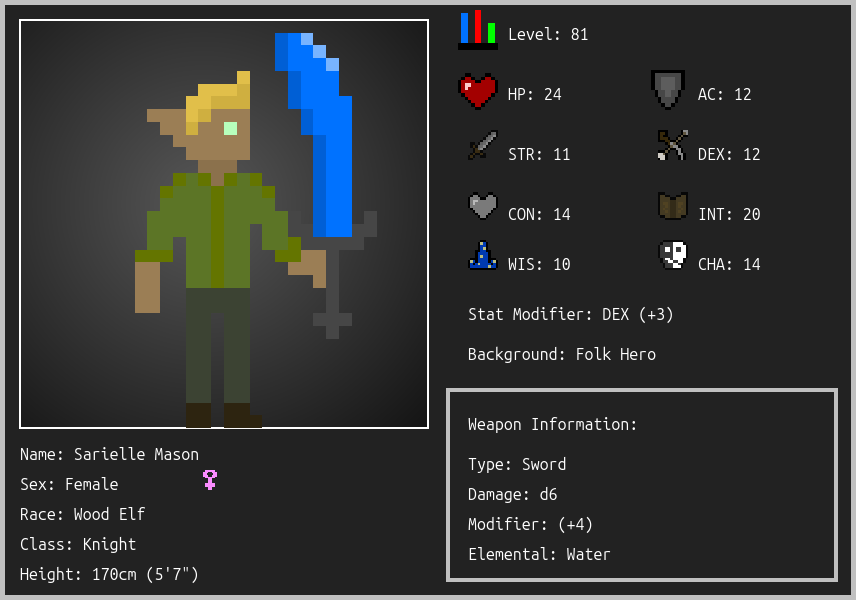 Level: 81
HP: 24
AC: 12
STR: 11
DEX: 12
CON: 14
INT: 20
WIS: 10
CHA: 14
Stat Modifier: DEX (+3)
Background: Folk Hero
Weapon Information:
Type: Sword
Damage: d6
Modifier: (+4)
Elemental: Water
Name: Sarielle Mason
Sex: Female
Race: Wood Elf
Class: Knight
Height: 170cm (5'7")